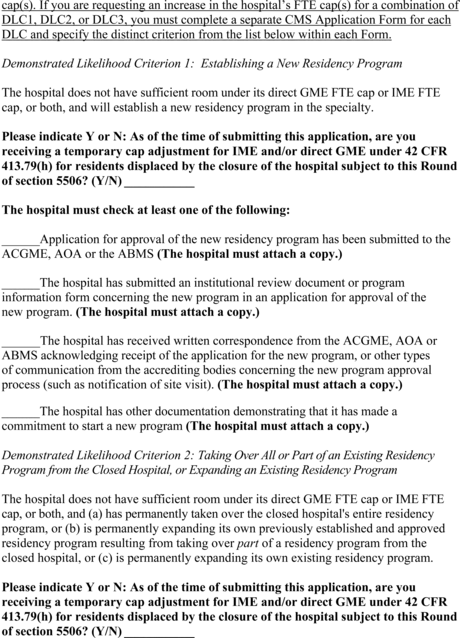 cap(s). If you are requesting an increase in the hospital's FTE cap(s) for a combination of
DLC1, DLC2, or DLC3, you must complete a separate CMS Application Form for each
DLC and specify the distinct criterion from the list below within each Form.
Demonstrated Likelihood Criterion 1: Establishing a New Residency Program
The hospital does not have sufficient room under its direct GME FTE cap or IME FTE
cap, or both, and will establish a new residency program in the specialty.
Please indicate Y or N: As of the time of submitting this application, are you
receiving a temporary cap adjustment for IME and/or direct GME under 42 CFR
413.79(h) for residents displaced by the closure of the hospital subject to this Round
of section 5506? (Y/N) ___________
The hospital must check at least one of the following:
______Application for approval of the new residency program has been submitted to the
ACGME, AOA or the ABMS (The hospital must attach a copy.)
______The hospital has submitted an institutional review document or program
information form concerning the new program in an application for approval of the
new program. (The hospital must attach a copy.)
______The hospital has received written correspondence from the ACGME, AOA or
ABMS acknowledging receipt of the application for the new program, or other types
of communication from the accrediting bodies concerning the new program approval
process (such as notification of site visit). (The hospital must attach a copy.)
______The hospital has other documentation demonstrating that it has made a
commitment to start a new program (The hospital must attach a copy.)
Demonstrated Likelihood Criterion 2: Taking Over All or Part of an Existing Residency
Program from the Closed Hospital, or Expanding an Existing Residency Program
The hospital does not have sufficient room under its direct GME FTE cap or IME FTE
cap, or both, and (a) has permanently taken over the closed hospital's entire residency
program, or (b) is permanently expanding its own previously established and approved
residency program resulting from taking over part of a residency program from the
closed hospital, or (c) is permanently expanding its own existing residency program.
Please indicate Y or N: As of the time of submitting this application, are you
receiving a temporary cap adjustment for IME and/or direct GME under 42 CFR
413.79(h) for residents displaced by the closure of the hospital subject to this Round
of section 5506? (Y/N) ___________